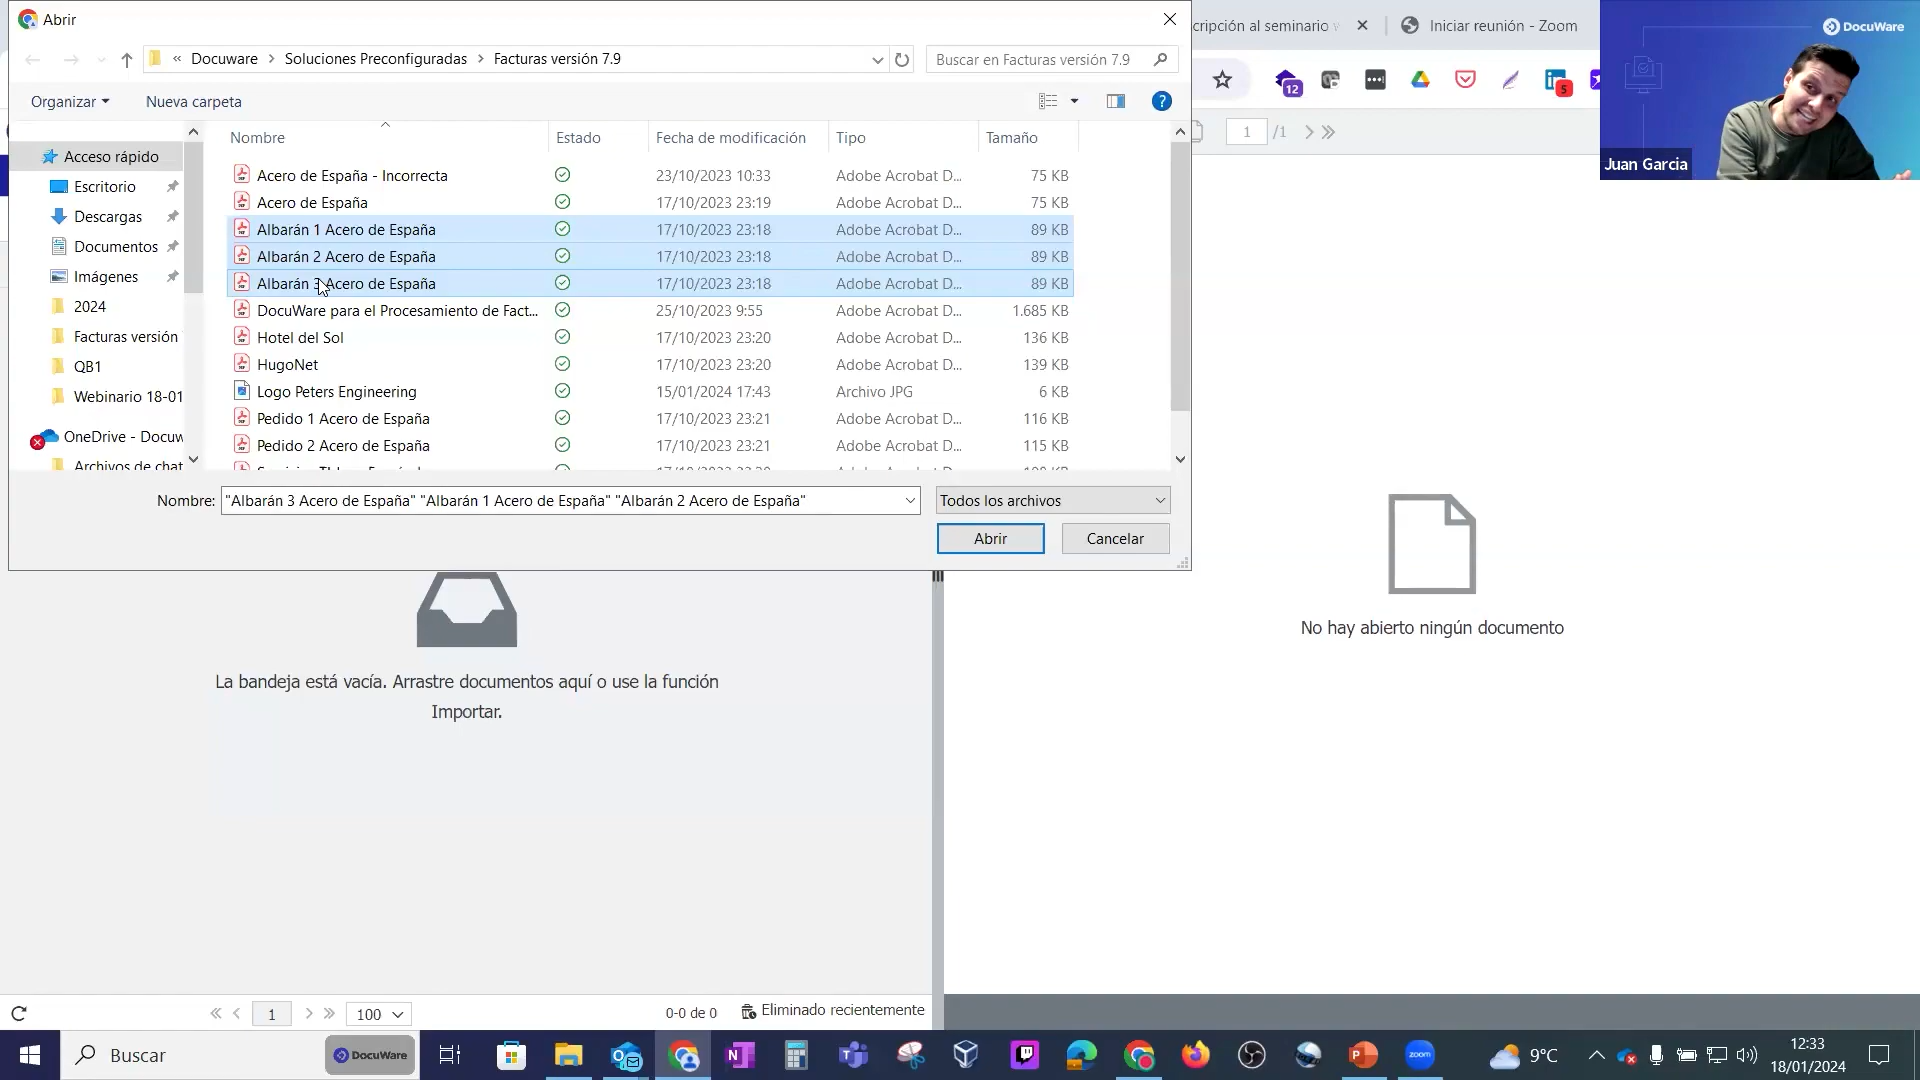 Abrir
cripción al seminario
Iniciar reunión - Zoom
DocuWare
« Docuware > Soluciones Preconfiguradas > Facturas versión 7.9
Buscar en Facturas versión 7.9
12
5
Organizar
Nueva carpeta
1 /1
Juan Garcia
Nombre Estado Fecha de modificación Tipo Tamaño
Acceso rápido
Escritorio
Descargas
Documentos
Imágenes
2024
Facturas versión
QB1
Webinario 18-01
OneDrive - Docuw
Archivos de chat
Acero de España - Incorrecta 23/10/2023 10:33 Adobe Acrobat D... 75 KB
Acero de España 17/10/2023 23:19 Adobe Acrobat D... 75 KB
Albarán 1 Acero de España 17/10/2023 23:18 Adobe Acrobat D... 89 KB
Albarán 2 Acero de España 17/10/2023 23:18 Adobe Acrobat D... 89 KB
Albarán 3 Acero de España 17/10/2023 23:18 Adobe Acrobat D... 89 KB
DocuWare para el Procesamiento de Fact... 25/10/2023 9:55 Adobe Acrobat D... 1.685 KB
Hotel del Sol 17/10/2023 23:20 Adobe Acrobat D... 136 KB
HugoNet 17/10/2023 23:20 Adobe Acrobat D... 139 KB
Logo Peters Engineering 15/01/2024 17:43 Archivo JPG 6 KB
Pedido 1 Acero de España 17/10/2023 23:21 Adobe Acrobat D... 116 KB
Pedido 2 Acero de España 17/10/2023 23:21 Adobe Acrobat D... 115 KB
Nombre: "Albarán 3 Acero de España" "Albarán 1 Acero de España" "Albarán 2 Acero de España"
Todos los archivos
Abrir
Cancelar
La bandeja está vacía. Arrastre documentos aquí o use la función
Importar.
No hay abierto ningún documento
« < 1 > » 100
0-0 de 0
Eliminado recientemente
Buscar
DocuWare
zoom
9°C
12:33
18/01/2024